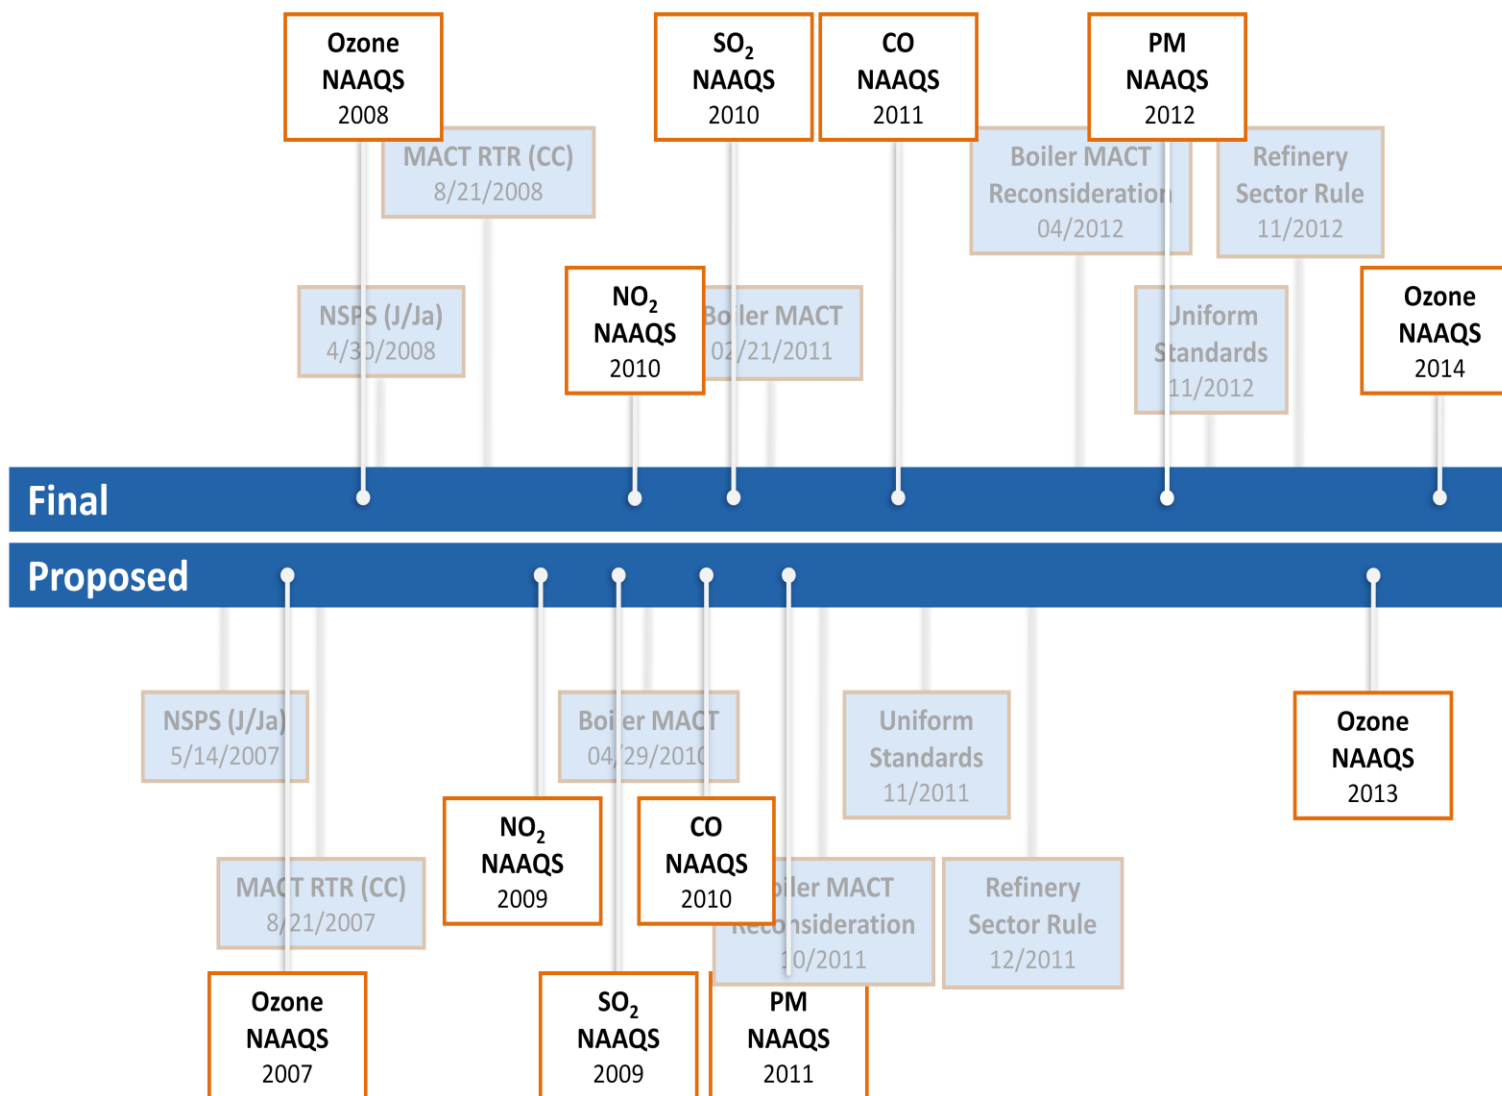 Ozone
NAAQS
2008
SO₂
NAAQS
2010
CO
NAAQS
2011
PM
NAAQS
2012
MACT RTR (CC)
8/21/2008
Boiler MACT
Reconsideration
04/2012
Refinery
Sector Rule
11/2012
NSPS (J/Ja)
4/30/2008
NO₂
NAAQS
2010
Boiler MACT
02/21/2011
Uniform
Standards
11/2012
Ozone
NAAQS
2014
Final
Proposed
NSPS (J/Ja)
5/14/2007
Boiler MACT
04/29/2010
Uniform
Standards
11/2011
Ozone
NAAQS
2013
NO₂
NAAQS
2009
CO
NAAQS
2010
MACT RTR (CC)
8/21/2007
Boiler MACT
Reconsideration
10/2011
Refinery
Sector Rule
12/2011
Ozone
NAAQS
2007
SO₂
NAAQS
2009
PM
NAAQS
2011